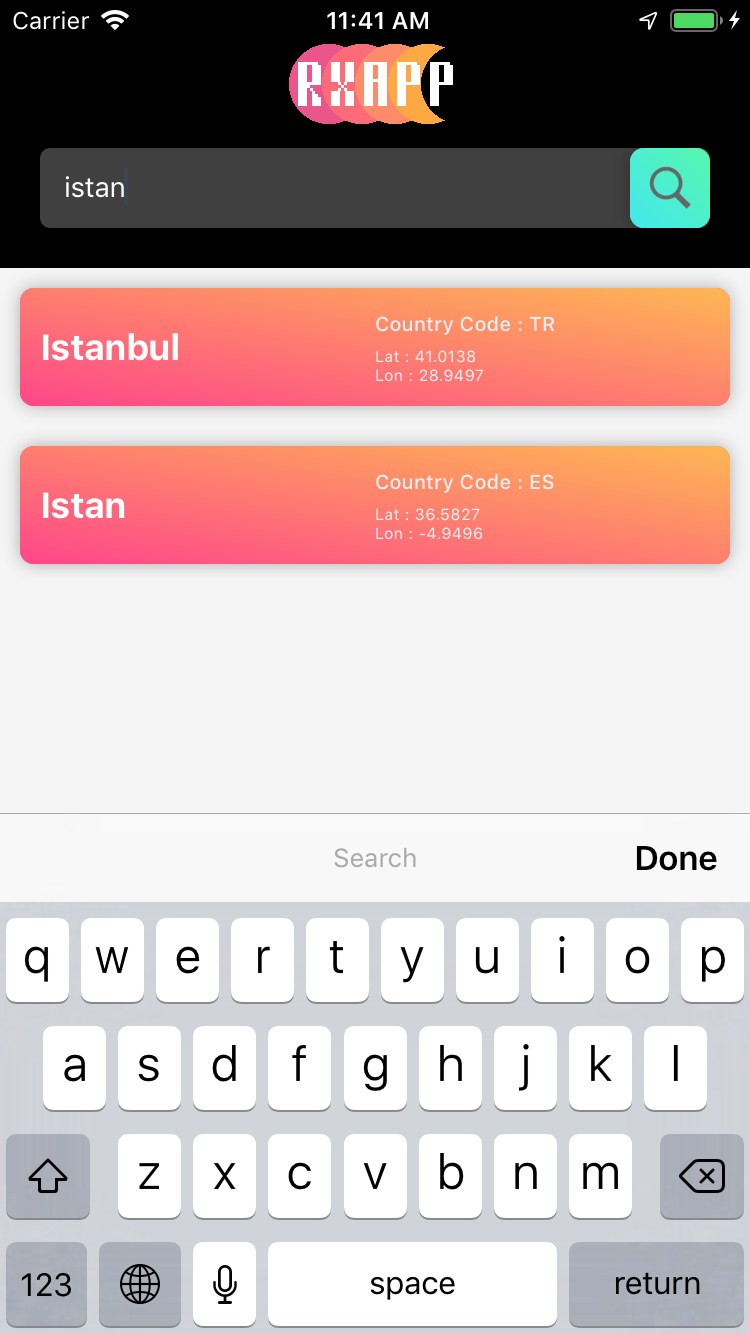 Carrier 11:41 AM
RXAPP
istan
Istanbul
Country Code : TR
Lat : 41.0138
Lon : 28.9497
Istan
Country Code : ES
Lat : 36.5827
Lon : -4.9496
Search Done
q w e r t y u i o p
a s d f g h j k l
z x c v b n m
123 space return